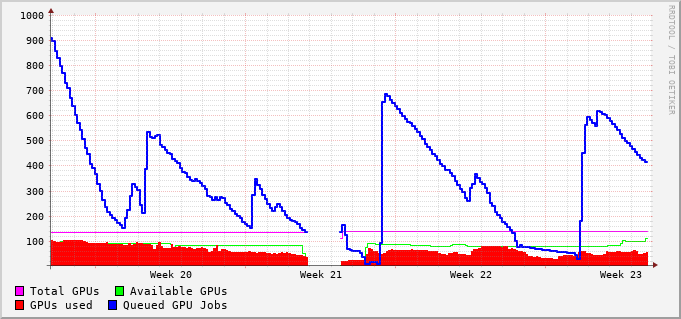 1000
900
800
700
600
500
400
300
200
100
Week 20 Week 21 Week 22 Week 23
Total GPUs Available GPUs
GPUs used Queued GPU Jobs
RRDTOOL / TOBI OETIKER